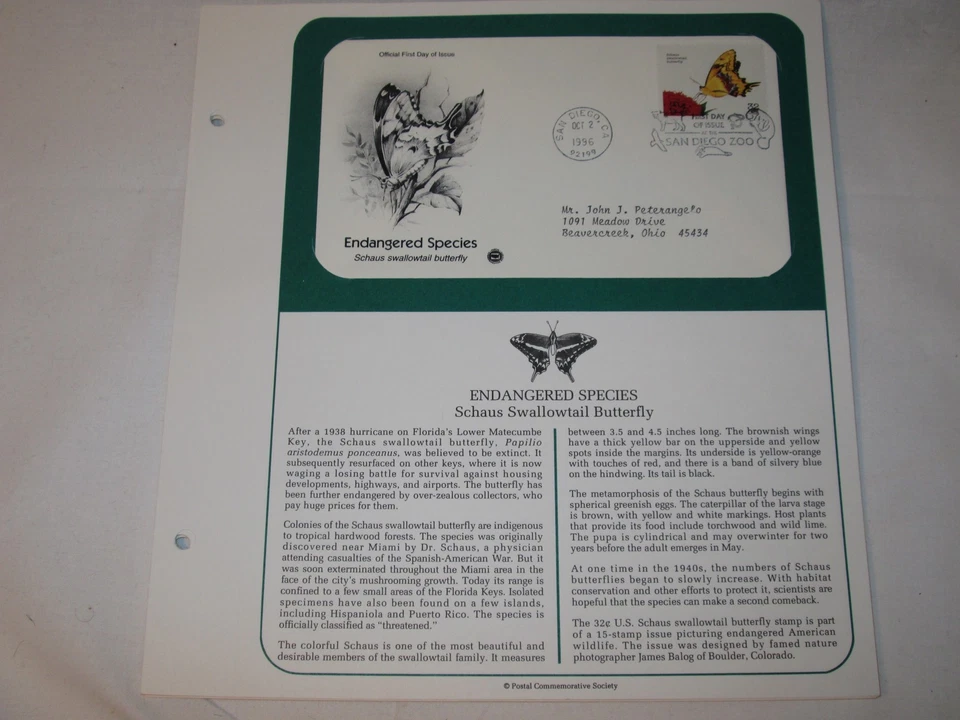 Official First Day of Issue
Schaus
swallowtail
butterfly
32
SAN DIEGO, CA
OCT 2
1996
92199
FIRST DAY
OF ISSUE
at the
SAN DIEGO ZOO
Mr. John J. Peterangelo
1091 Meadow Drive
Beavercreek, Ohio 45434
Endangered Species
Schaus swallowtail butterfly
ENDANGERED SPECIES
Schaus Swallowtail Butterfly
After a 1938 hurricane on Florida's Lower Matecumbe
Key, the Schaus swallowtail butterfly, Papilio
aristodemus ponceanus, was believed to be extinct. It
subsequently resurfaced on other keys, where it is now
waging a losing battle for survival against housing
developments, highways, and airports. The butterfly has
been further endangered by over-zealous collectors, who
pay huge prices for them.
Colonies of the Schaus swallowtail butterfly are indigenous
to tropical hardwood forests. The species was originally
discovered near Miami by Dr. Schaus, a physician
attending casualties of the Spanish-American War. But it
was soon exterminated throughout the Miami area in the
face of the city's mushrooming growth. Today its range is
confined to a few small areas of the Florida Keys. Isolated
specimens have also been found on a few islands,
including Hispaniola and Puerto Rico. The species is
officially classified as "threatened."
The colorful Schaus is one of the most beautiful and
desirable members of the swallowtail family. It measures
between 3.5 and 4.5 inches long. The brownish wings
have a thick yellow bar on the upperside and yellow
spots inside the margins. Its underside is yellow-orange
with touches of red, and there is a band of silvery blue
on the hindwing. Its tail is black.
The metamorphosis of the Schaus butterfly begins with
spherical greenish eggs. The caterpillar of the larva stage
is brown, with yellow and white markings. Host plants
that provide its food include torchwood and wild lime.
The pupa is cylindrical and may overwinter for two
years before the adult emerges in May.
At one time in the 1940s, the numbers of Schaus
butterflies began to slowly increase. With habitat
conservation and other efforts to protect it, scientists are
hopeful that the species can make a second comeback.
The 32¢ U.S. Schaus swallowtail butterfly stamp is part
of a 15-stamp issue picturing endangered American
wildlife. The issue was designed by famed nature
photographer James Balog of Boulder, Colorado.
© Postal Commemorative Society